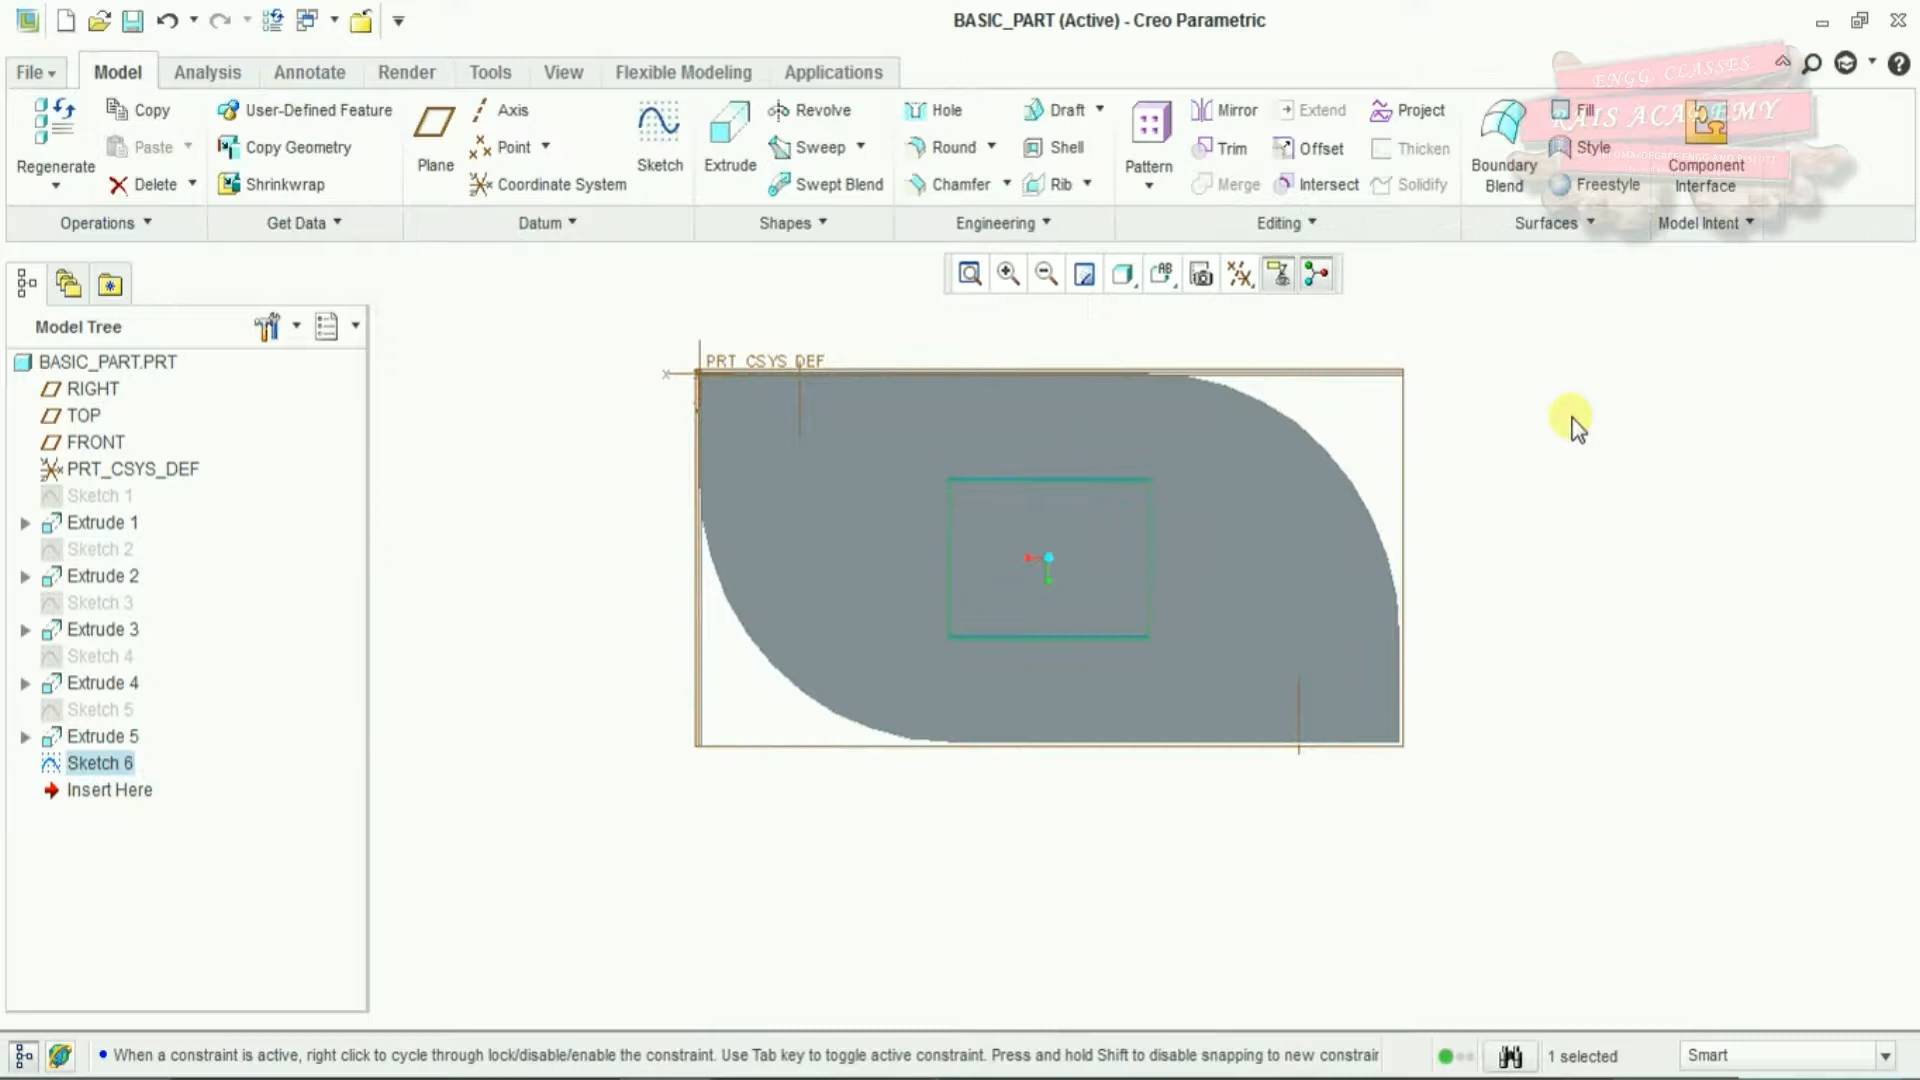 BASIC_PART (Active) - Creo Parametric
File
Model
Analysis
Annotate
Render
Tools
View
Flexible Modeling
Applications
ENGG. CLASSES
RAIS ACADEMY
Regenerate
Copy
Paste
Delete
Operations
User-Defined Feature
Copy Geometry
Shrinkwrap
Get Data
Plane
Axis
Point
Coordinate System
Sketch
Datum
Extrude
Revolve
Sweep
Swept Blend
Shapes
Hole
Round
Chamfer
Draft
Shell
Rib
Engineering
Pattern
Mirror
Trim
Merge
Extend
Offset
Intersect
Project
Thicken
Solidify
Editing
Boundary
Blend
Fill
Style
Freestyle
Surfaces
Component
Interface
Model Intent
Model Tree
BASIC_PART.PRT
RIGHT
TOP
FRONT
PRT_CSYS_DEF
Sketch 1
Extrude 1
Sketch 2
Extrude 2
Sketch 3
Extrude 3
Sketch 4
Extrude 4
Sketch 5
Extrude 5
Sketch 6
Insert Here
PRT_CSYS_DEF
When a constraint is active, right click to cycle through lock/disable/enable the constraint. Use Tab key to toggle active constraint. Press and hold Shift to disable snapping to new constrair
1 selected
Smart